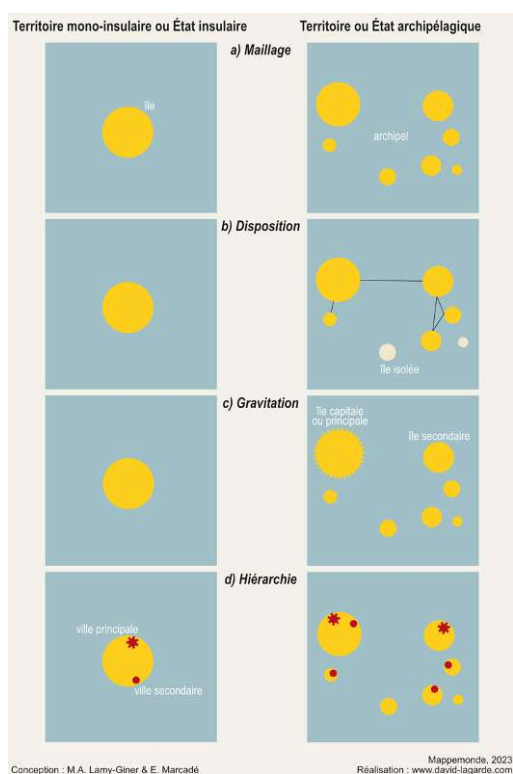 Territoire mono-insulaire ou État insulaire
Territoire ou État archipélagique
a) Maillage
île
archipel
b) Disposition
île isolée
c) Gravitation
île capitale
ou principale
île secondaire
d) Hiérarchie
ville principale
ville secondaire
Mappemonde, 2023
Conception : M.A. Lamy-Giner & E. Marcadé
Réalisation : www.david-lagarde.com